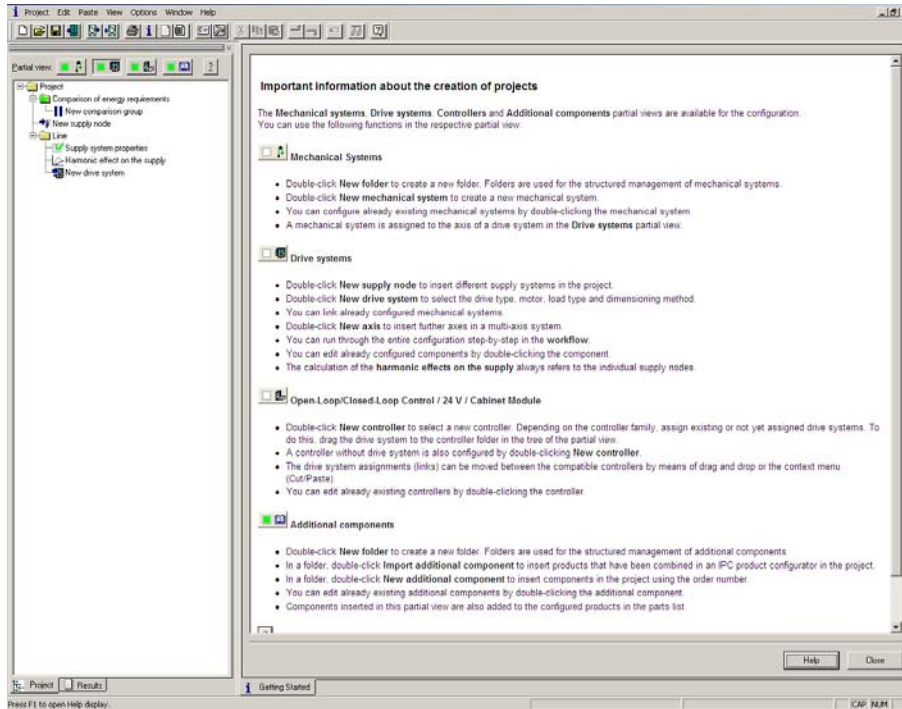 Project Edit Paste View Options Window Help
Partial view:
?
Project
Comparison of energy requirements
New comparison group
New supply node
Line
Supply system properties
Harmonic effect on the supply
New drive system
Important information about the creation of projects
The Mechanical systems, Drive systems, Controllers and Additional components partial views are available for the configuration.
You can use the following functions in the respective partial view:
Mechanical Systems
• Double-click New folder to create a new folder. Folders are used for the structured management of mechanical systems.
• Double-click New mechanical system to create a new mechanical system.
• You can configure already existing mechanical systems by double-clicking the mechanical system.
• A mechanical system is assigned to the axis of a drive system in the Drive systems partial view.
Drive systems
• Double-click New supply node to insert different supply systems in the project.
• Double-click New drive system to select the drive type, motor, load type and dimensioning method.
• You can link already configured mechanical systems.
• Double-click New axis to insert further axes in a multi-axis system.
• You can run through the entire configuration step-by-step in the workflow.
• You can edit already configured components by double-clicking the component.
• The calculation of the harmonic effects on the supply always refers to the individual supply nodes.
Open-Loop/Closed-Loop Control / 24 V / Cabinet Module
• Double-click New controller to select a new controller. Depending on the controller family, assign existing or not yet assigned drive systems. To
do this, drag the drive system to the controller folder in the tree of the partial view.
• A controller without drive system is also configured by double-clicking New controller.
• The drive system assignments (links) can be moved between the compatible controllers by means of drag and drop or the context menu
(Cut/Paste).
• You can edit already existing controllers by double-clicking the controller.
Additional components
• Double-click New folder to create a new folder. Folders are used for the structured management of additional components.
• In a folder, double-click Import additional component to insert products that have been combined in an IPC product configurator in the project.
• In a folder, double-click New additional component to insert components in the project using the order number.
• You can edit already existing additional components by double-clicking the additional component.
• Components inserted in this partial view are also added to the configured products in the parts list.
Help Close
Project Results
Getting Started
Press F1 to open Help display.
CAP NUM